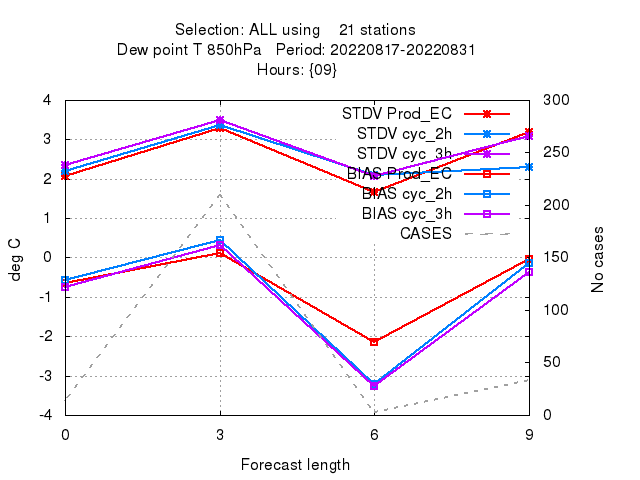 Selection: ALL using    21 stations
Dew point T 850hPa   Period: 20220817-20220831
Hours: {09}
4
3
2
1
0
-1
-2
-3
-4
deg C
300
250
200
150
100
50
0
No cases
STDV Prod_EC
STDV cyc_2h
STDV cyc_3h
BIAS Prod_EC
BIAS cyc_2h
BIAS cyc_3h
CASES
0 3 6 9
Forecast length